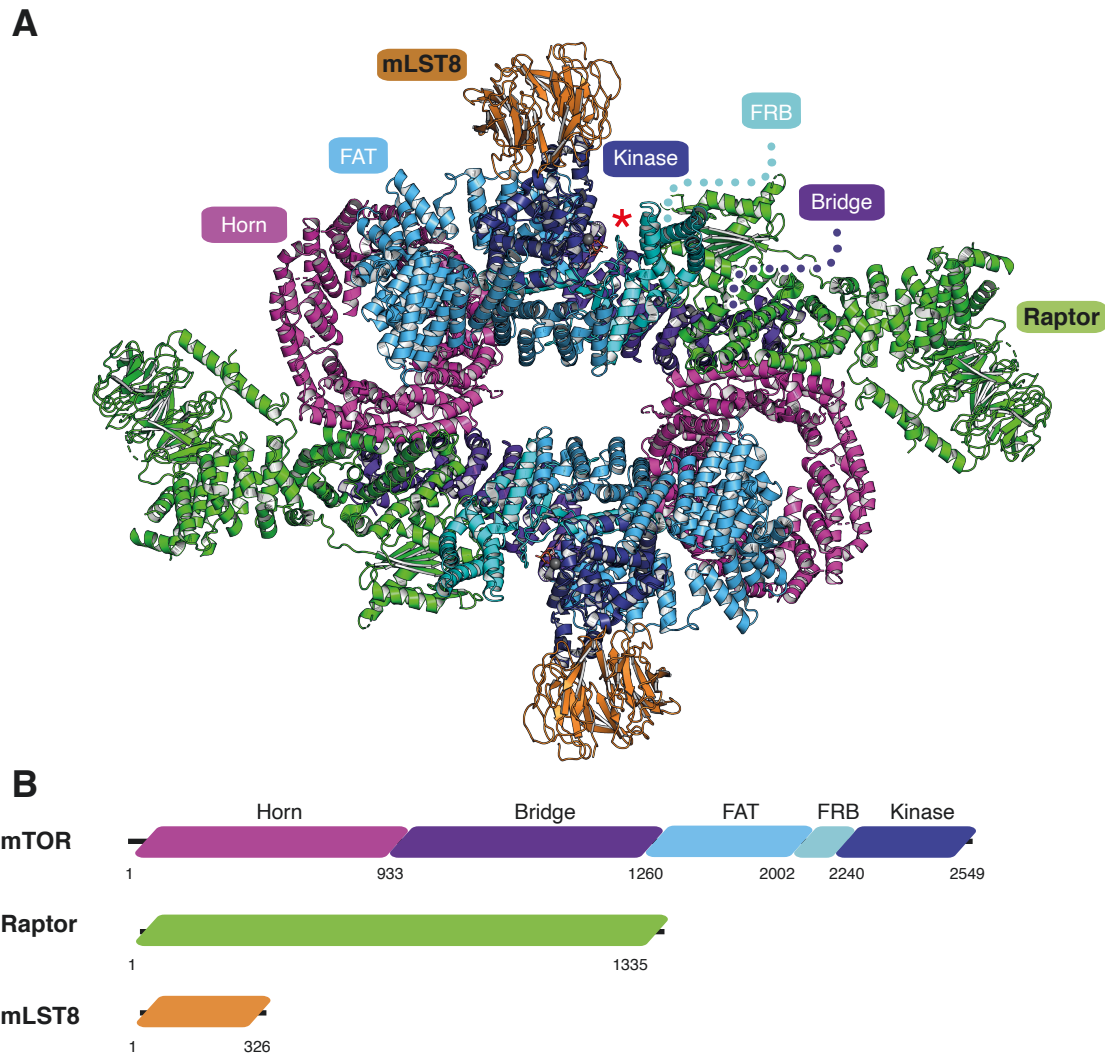 A
mLST8
FRB
FAT
Kinase
Bridge
Horn
*
Raptor
B
Horn Bridge FAT FRB Kinase
mTOR
1 933 1260 2002 2240 2549
Raptor
1 1335
mLST8
1 326